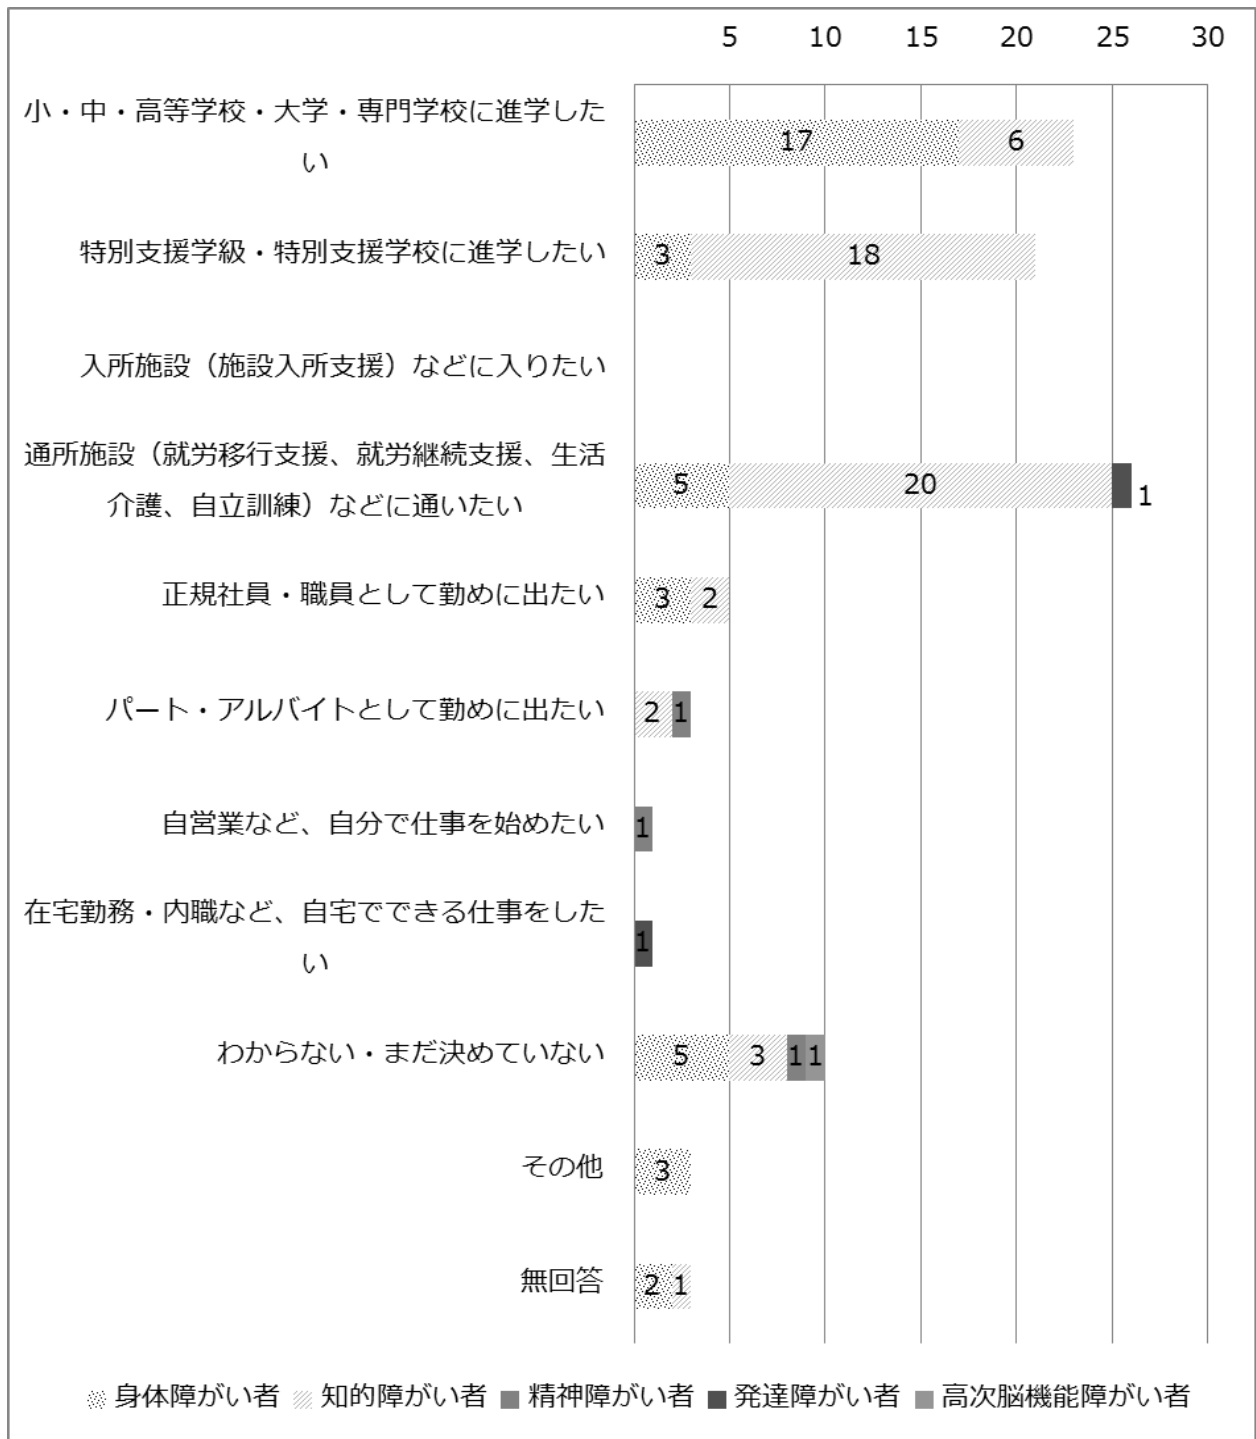 5 10 15 20 25 30
小・中・高等学校・大学・専門学校に進学した
い
17 6
特別支援学級・特別支援学校に進学したい
3 18
入所施設（施設入所支援）などに入りたい
通所施設（就労移行支援、就労継続支援、生活
介護、自立訓練）などに通いたい
5 20 1
正規社員・職員として勤めに出たい
3 2
パート・アルバイトとして勤めに出たい
2 1
自営業など、自分で仕事を始めたい
1
在宅勤務・内職など、自宅でできる仕事をした
い
1
わからない・まだ決めていない
5 3 1 1
その他
3
無回答
2 1
身体障がい者 知的障がい者 精神障がい者 発達障がい者 高次脳機能障がい者